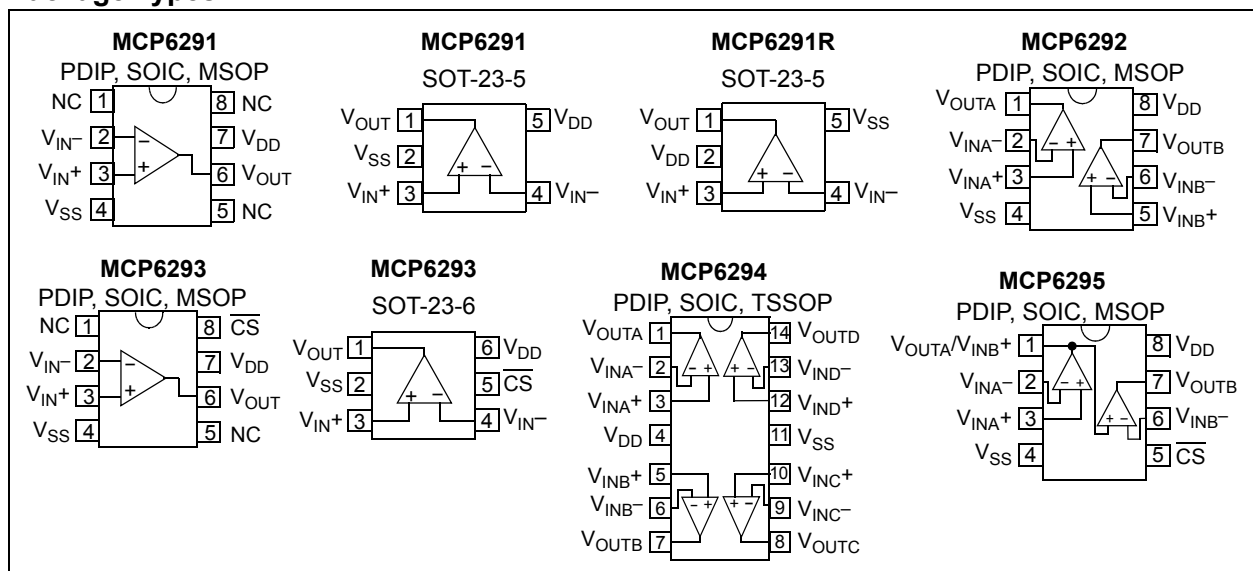 Package Types
MCP6291
PDIP, SOIC, MSOP
NC 1 8 NC
VIN– 2 7 VDD
VIN+ 3 6 VOUT
VSS 4 5 NC
– +
MCP6291
SOT-23-5
VOUT 1 5 VDD
VSS 2
VIN+ 3 4 VIN–
+ –
MCP6291R
SOT-23-5
VOUT 1 5 VSS
VDD 2
VIN+ 3 4 VIN–
+ –
MCP6292
PDIP, SOIC, MSOP
VOUTA 1 8 VDD
VINA– 2 7 VOUTB
VINA+ 3 6 VINB–
VSS 4 5 VINB+
- +
+ -
MCP6293
PDIP, SOIC, MSOP
NC 1 8 CS
VIN– 2 7 VDD
VIN+ 3 6 VOUT
VSS 4 5 NC
– +
MCP6293
SOT-23-6
VOUT 1 6 VDD
VSS 2 5 CS
VIN+ 3 4 VIN–
+ –
MCP6294
PDIP, SOIC, TSSOP
VOUTA 1 14 VOUTD
VINA– 2 13 VIND–
VINA+ 3 12 VIND+
VDD 4 11 VSS
VINB+ 5 10 VINC+
VINB– 6 9 VINC–
VOUTB 7 8 VOUTC
- + + -
- + + -
MCP6295
PDIP, SOIC, MSOP
VOUTA/VINB+ 1 8 VDD
VINA– 2 7 VOUTB
VINA+ 3 6 VINB–
VSS 4 5 CS
- +
+ -